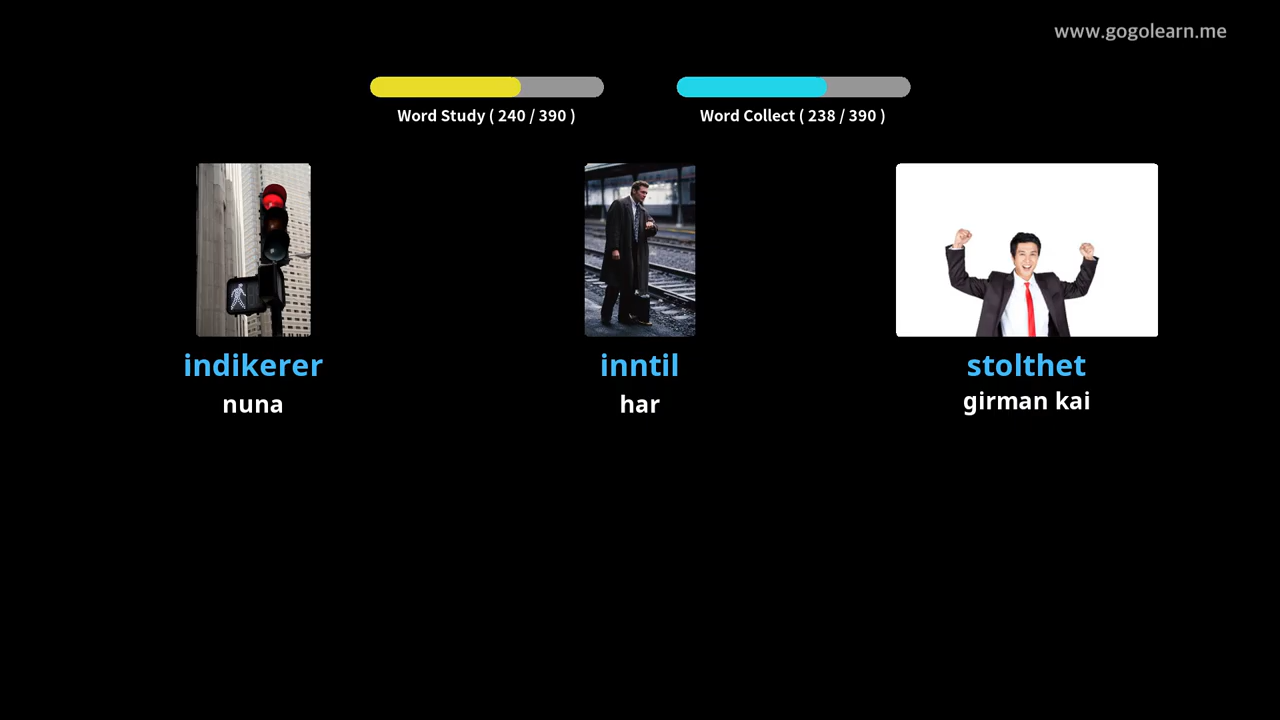 www.gogolearn.me
Word Study ( 240 / 390 )
Word Collect ( 238 / 390 )
indikerer
nuna
inntil
har
stolthet
girman kai